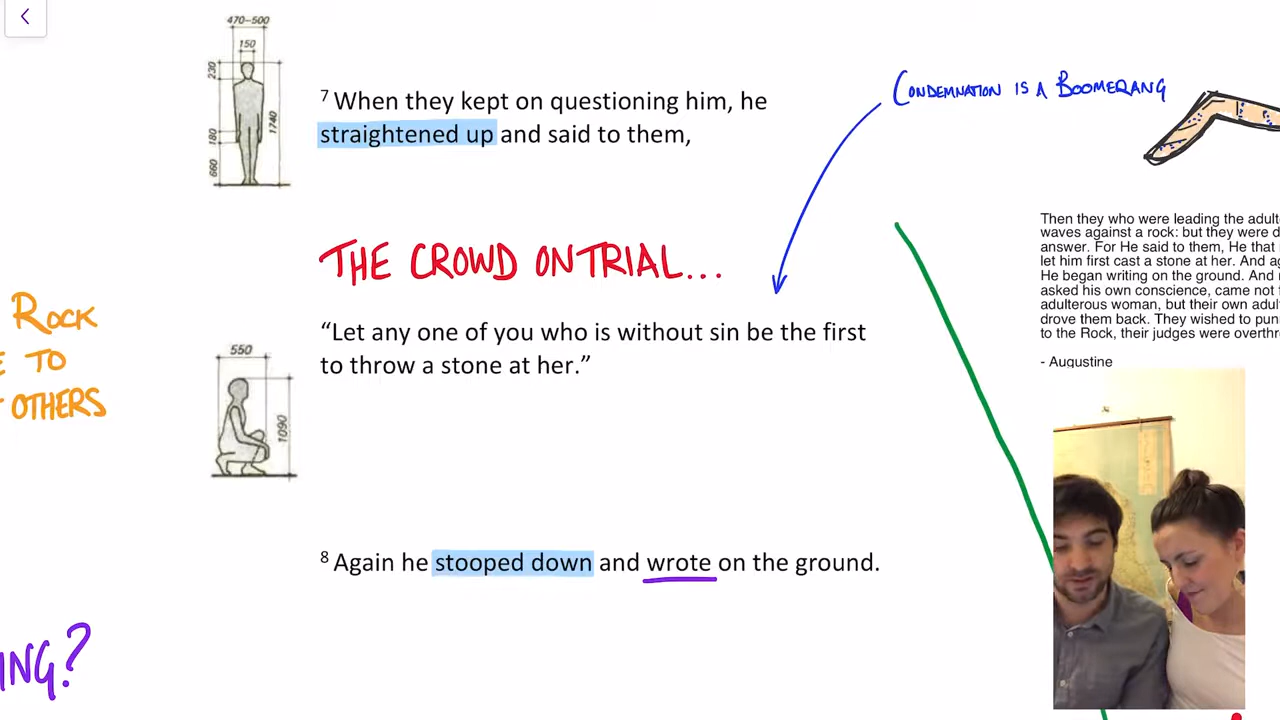 470-500
150
230
180
1740
660
⁷ When they kept on questioning him, he
straightened up and said to them,
CONDEMNATION IS A BOOMERANG
THE CROWD ON TRIAL...
Then they who were leading the adult
waves against a rock: but they were d
answer. For He said to them, He that
let him first cast a stone at her. And ag
He began writing on the ground. And
asked his own conscience, came not
adulterous woman, but their own adul
drove them back. They wished to pun
to the Rock, their judges were overthr
- Augustine
ROCK
TO
OTHERS
“Let any one of you who is without sin be the first
to throw a stone at her.”
550
1090
⁸ Again he stooped down and wrote on the ground.
ING?